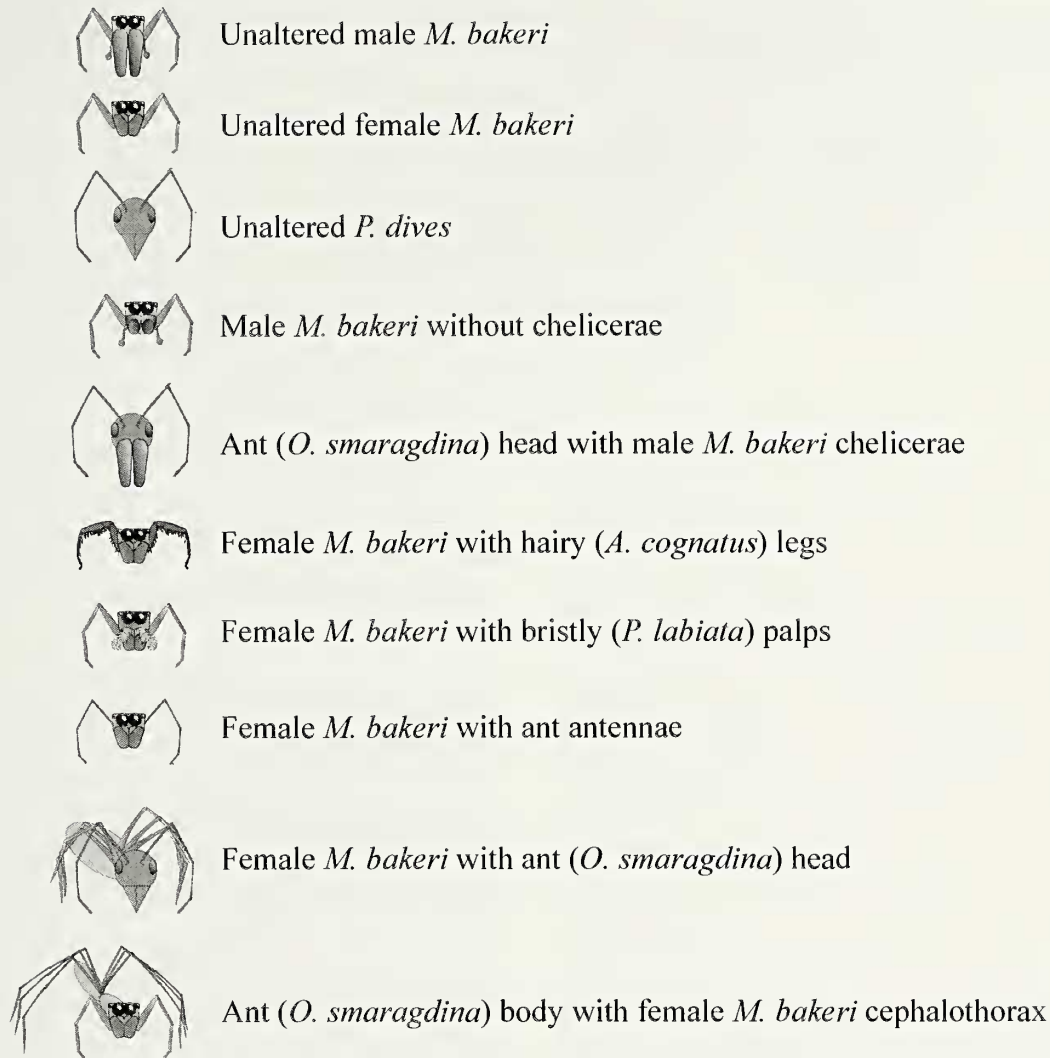 Unaltered male M. bakeri
Unaltered female M. bakeri
Unaltered P. dives
Male M. bakeri without chelicerae
Ant (O. smaragdina) head with male M. bakeri chelicerae
Female M. bakeri with hairy (A. cognatus) legs
Female M. bakeri with bristly (P. labiata) palps
Female M. bakeri with ant antennae
Female M. bakeri with ant (O. smaragdina) head
Ant (O. smaragdina) body with female M. bakeri cephalothorax